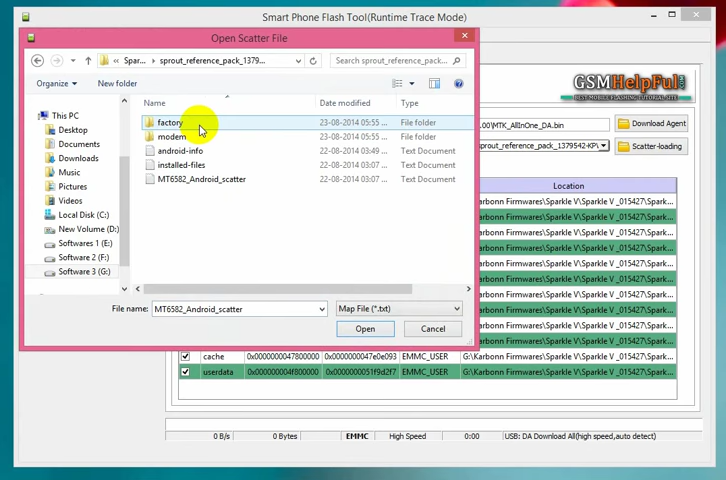 Smart Phone Flash Tool(Runtime Trace Mode)
Open Scatter File
« Spar... › sprout_reference_pack_1379...
Search sprout_reference_pack...
Organize
New folder
Name
Date modified
Type
factory
23-08-2014 05:55 ...
File folder
modem
23-08-2014 05:55 ...
File folder
android-info
22-08-2014 03:49 ...
Text Document
installed-files
22-08-2014 03:07 ...
Text Document
MT6582_Android_scatter
22-08-2014 03:07 ...
Text Document
This PC
Desktop
Documents
Downloads
Music
Pictures
Videos
Local Disk (C:)
New Volume (D:)
Softwares 1 (E:)
Software 2 (F:)
Software 3 (G:)
File name:
MT6582_Android_scatter
Map File (*.txt)
Open
Cancel
GSMHelpFul
BEST MOBILE FLASHING TUTORIAL SITE
.00\MTK_AllInOne_DA.bin
Download Agent
sprout_reference_pack_1379542-KP\
Scatter-loading
Location
Karbonn Firmwares\Sparkle V\Sparkle V _015427\Spark...
Karbonn Firmwares\Sparkle V\Sparkle V _015427\Spark...
Karbonn Firmwares\Sparkle V\Sparkle V _015427\Spark...
Karbonn Firmwares\Sparkle V\Sparkle V _015427\Spark...
Karbonn Firmwares\Sparkle V\Sparkle V _015427\Spark...
Karbonn Firmwares\Sparkle V\Sparkle V _015427\Spark...
Karbonn Firmwares\Sparkle V\Sparkle V _015427\Spark...
Karbonn Firmwares\Sparkle V\Sparkle V _015427\Spark...
Karbonn Firmwares\Sparkle V\Sparkle V _015427\Spark...
Karbonn Firmwares\Sparkle V\Sparkle V _015427\Spark...
cache 0x0000000047800000 0x0000000047e0e093 EMMC_USER G:\Karbonn Firmwares\Sparkle V\Sparkle V _015427\Spark...
userdata 0x000000004f800000 0x0000000051f9d2f7 EMMC_USER G:\Karbonn Firmwares\Sparkle V\Sparkle V _015427\Spark...
0 B/s
0 Bytes
EMMC
High Speed
0:00
USB: DA Download All(high speed,auto detect)